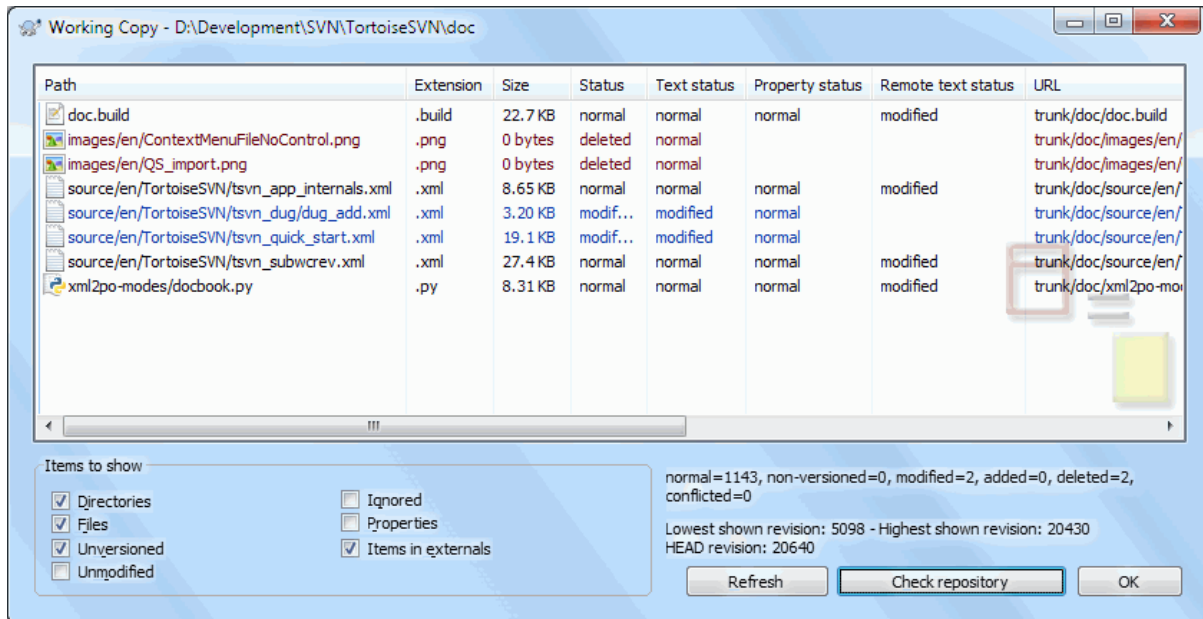 Working Copy - D:\Development\SVN\TortoiseSVN\doc
Path Extension Size Status Text status Property status Remote text status URL
doc.build .build 22.7 KB normal normal normal modified trunk/doc/doc.build
images/en/ContextMenuFileNoControl.png .png 0 bytes deleted normal trunk/doc/images/en/
images/en/QS_import.png .png 0 bytes deleted normal trunk/doc/images/en/
source/en/TortoiseSVN/tsvn_app_internals.xml .xml 8.65 KB normal normal normal modified trunk/doc/source/en/
source/en/TortoiseSVN/tsvn_dug/dug_add.xml .xml 3.20 KB modif... modified normal trunk/doc/source/en/
source/en/TortoiseSVN/tsvn_quick_start.xml .xml 19.1 KB modif... modified normal trunk/doc/source/en/
source/en/TortoiseSVN/tsvn_subwcrev.xml .xml 27.4 KB normal normal normal modified trunk/doc/source/en/
xml2po-modes/docbook.py .py 8.31 KB normal normal normal modified trunk/doc/xml2po-mo
Items to show
Directories Ignored
Files Properties
Unversioned Items in externals
Unmodified
normal=1143, non-versioned=0, modified=2, added=0, deleted=2,
conflicted=0
Lowest shown revision: 5098 - Highest shown revision: 20430
HEAD revision: 20640
Refresh Check repository OK